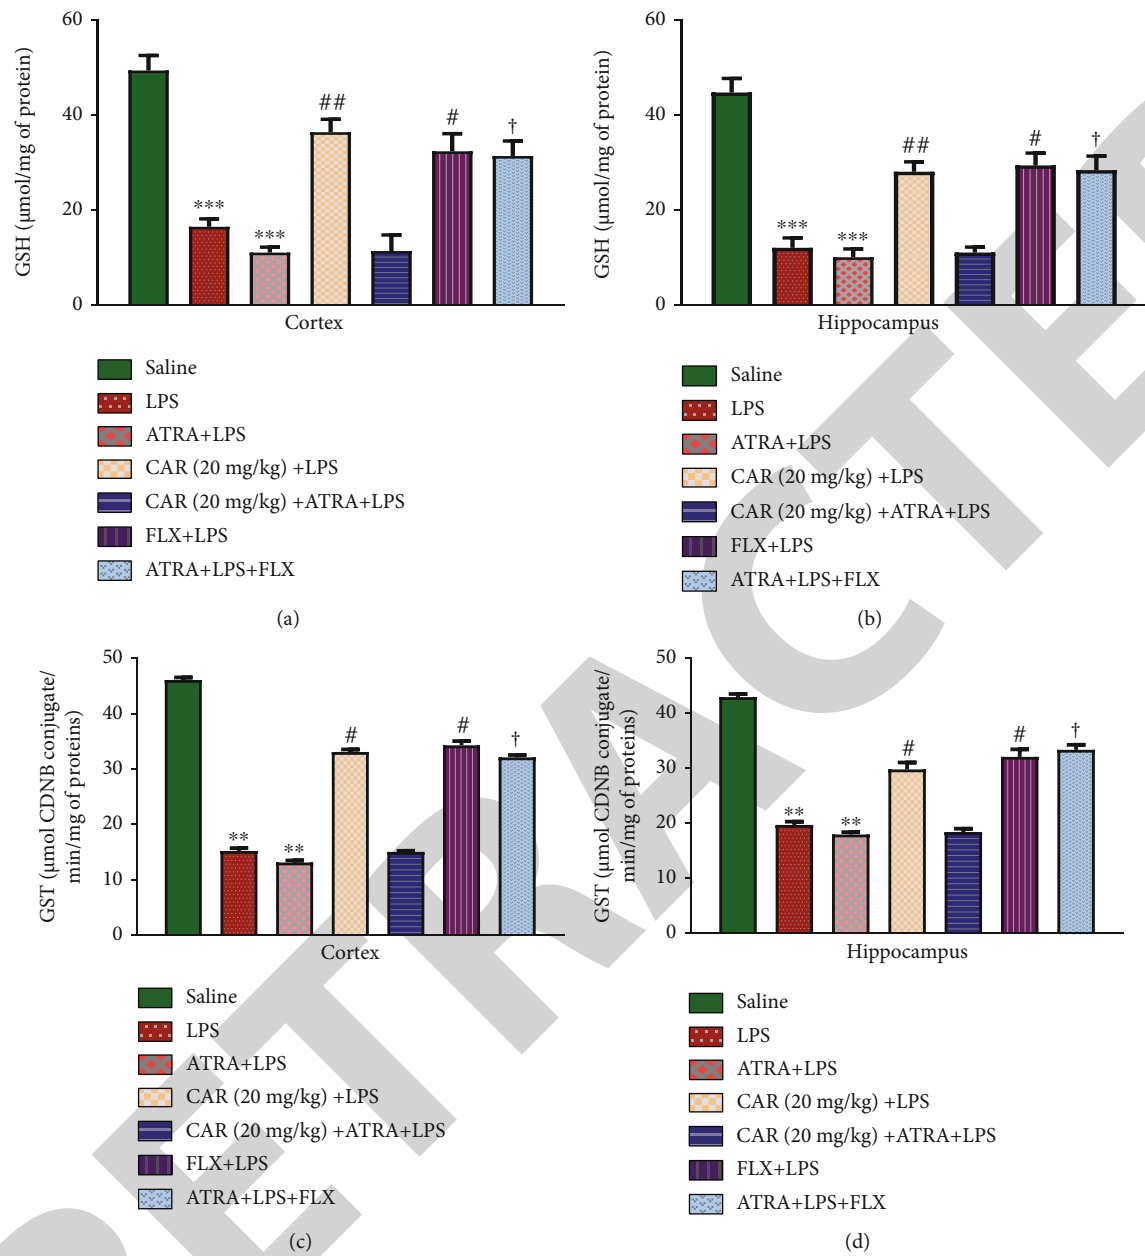 60
40
20
0
GSH (μmol/mg of protein)
***
***
##
#
†
Cortex
Saline
LPS
ATRA+LPS
CAR (20 mg/kg) +LPS
CAR (20 mg/kg) +ATRA+LPS
FLX+LPS
ATRA+LPS+FLX
(a)
60
40
20
0
GSH (μmol/mg of protein)
***
***
##
#
†
Hippocampus
Saline
LPS
ATRA+LPS
CAR (20 mg/kg) +LPS
CAR (20 mg/kg) +ATRA+LPS
FLX+LPS
ATRA+LPS+FLX
(b)
50
40
30
20
10
0
GST (μmol CDNB conjugate/
min/mg of proteins)
**
**
#
#
†
Cortex
Saline
LPS
ATRA+LPS
CAR (20 mg/kg) +LPS
CAR (20 mg/kg) +ATRA+LPS
FLX+LPS
ATRA+LPS+FLX
(c)
50
40
30
20
10
0
GST (μmol CDNB conjugate/
min/mg of proteins)
**
**
#
#
†
Hippocampus
Saline
LPS
ATRA+LPS
CAR (20 mg/kg) +LPS
CAR (20 mg/kg) +ATRA+LPS
FLX+LPS
ATRA+LPS+FLX
(d)
RETRACTE